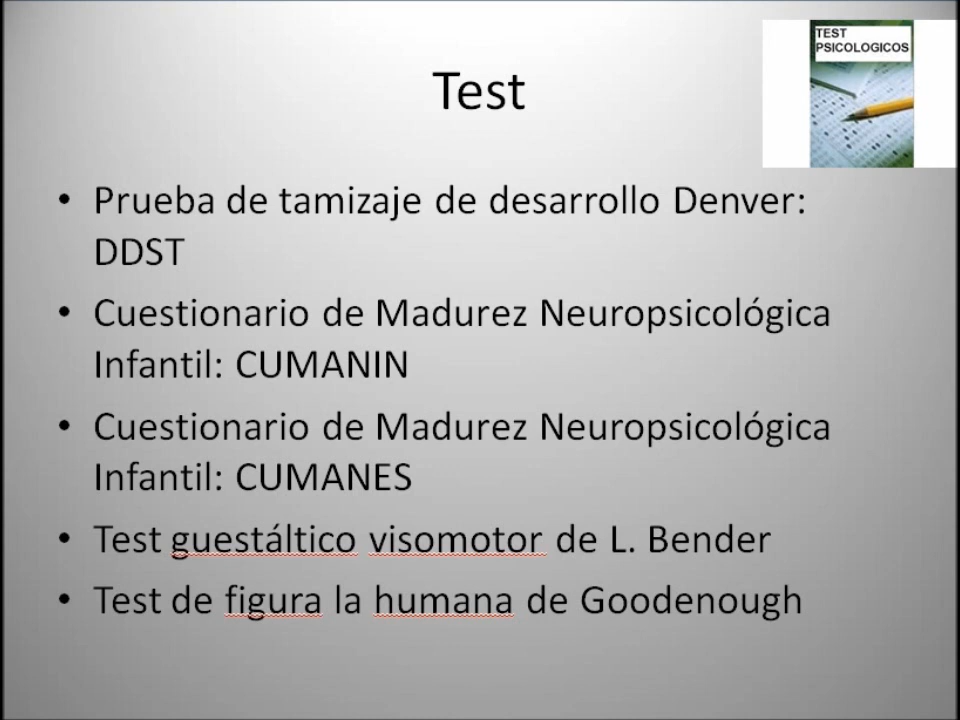 TEST
PSICOLOGICOS
Test
• Prueba de tamizaje de desarrollo Denver:
DDST
• Cuestionario de Madurez Neuropsicológica
Infantil: CUMANIN
• Cuestionario de Madurez Neuropsicológica
Infantil: CUMANES
• Test guestáltico visomotor de L. Bender
• Test de figura la humana de Goodenough